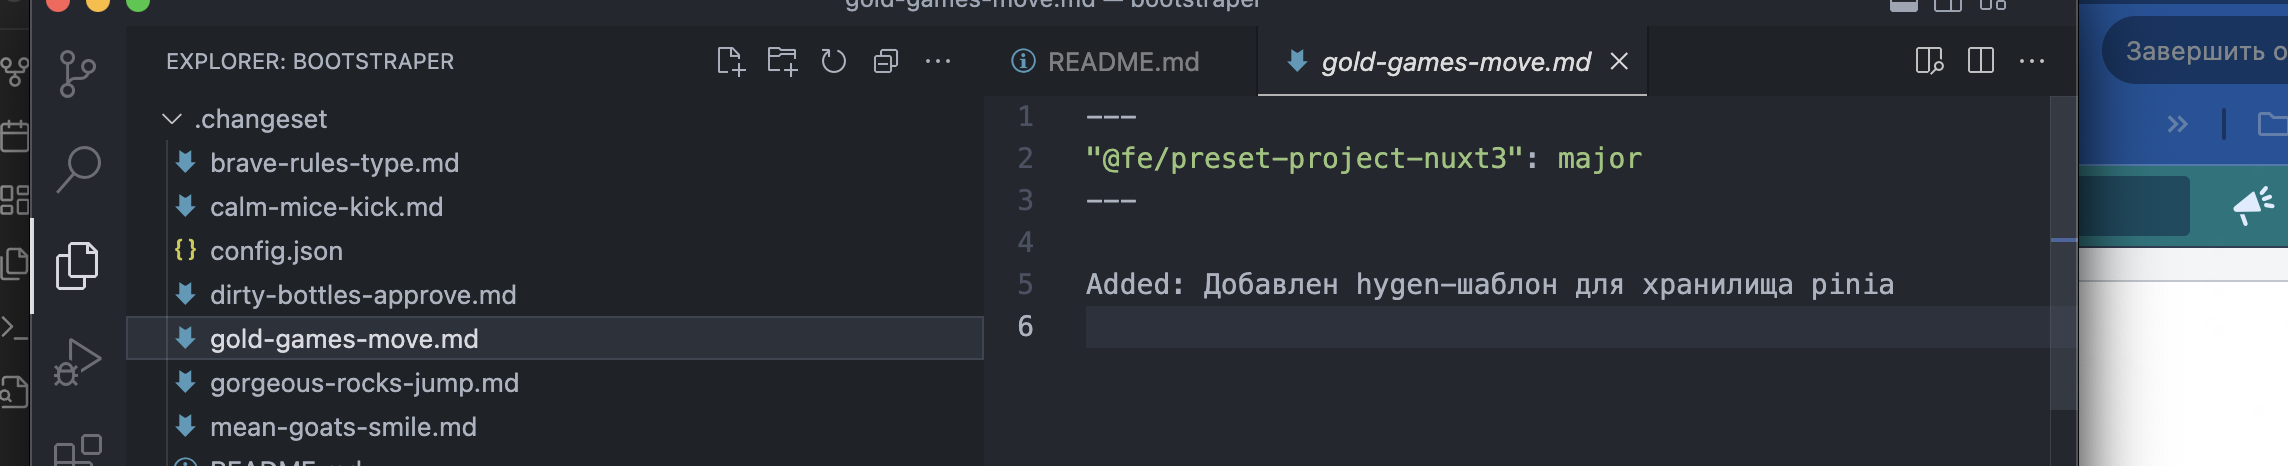 gold-games-move.md — bootstraper
EXPLORER: BOOTSTRAPER
.changeset
brave-rules-type.md
calm-mice-kick.md
config.json
dirty-bottles-approve.md
gold-games-move.md
gorgeous-rocks-jump.md
mean-goats-smile.md
README.md
README.md
gold-games-move.md
1 ---
2 "@fe/preset-project-nuxt3": major
3 ---
4
5 Added: Добавлен hygen-шаблон для хранилища pinia
6
Завершить о